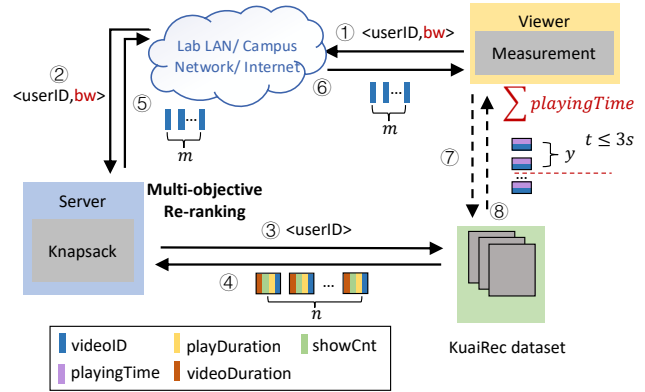 ① <userID,bw>
Viewer
Measurement
Lab LAN/ Campus
Network/ Internet
②
<userID,bw>
⑤
⑥
m
m
∑ playingTime
t ≤ 3s
y
...
⑦
⑧
Server
Knapsack
Multi-objective
Re-ranking
③ <userID>
④
...
n
KuaiRec dataset
videoID
playDuration
showCnt
playingTime
videoDuration